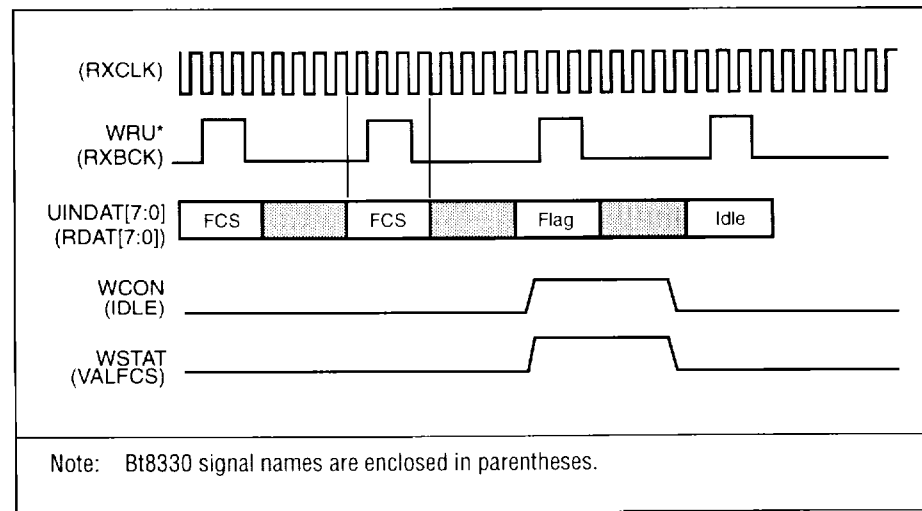 (RXCLK)
WRU*
(RXBCK)
UINDAT[7:0]
(RDAT[7:0])
FCS
FCS
Flag
Idle
WCON
(IDLE)
WSTAT
(VALFCS)
Note: Bt8330 signal names are enclosed in parentheses.